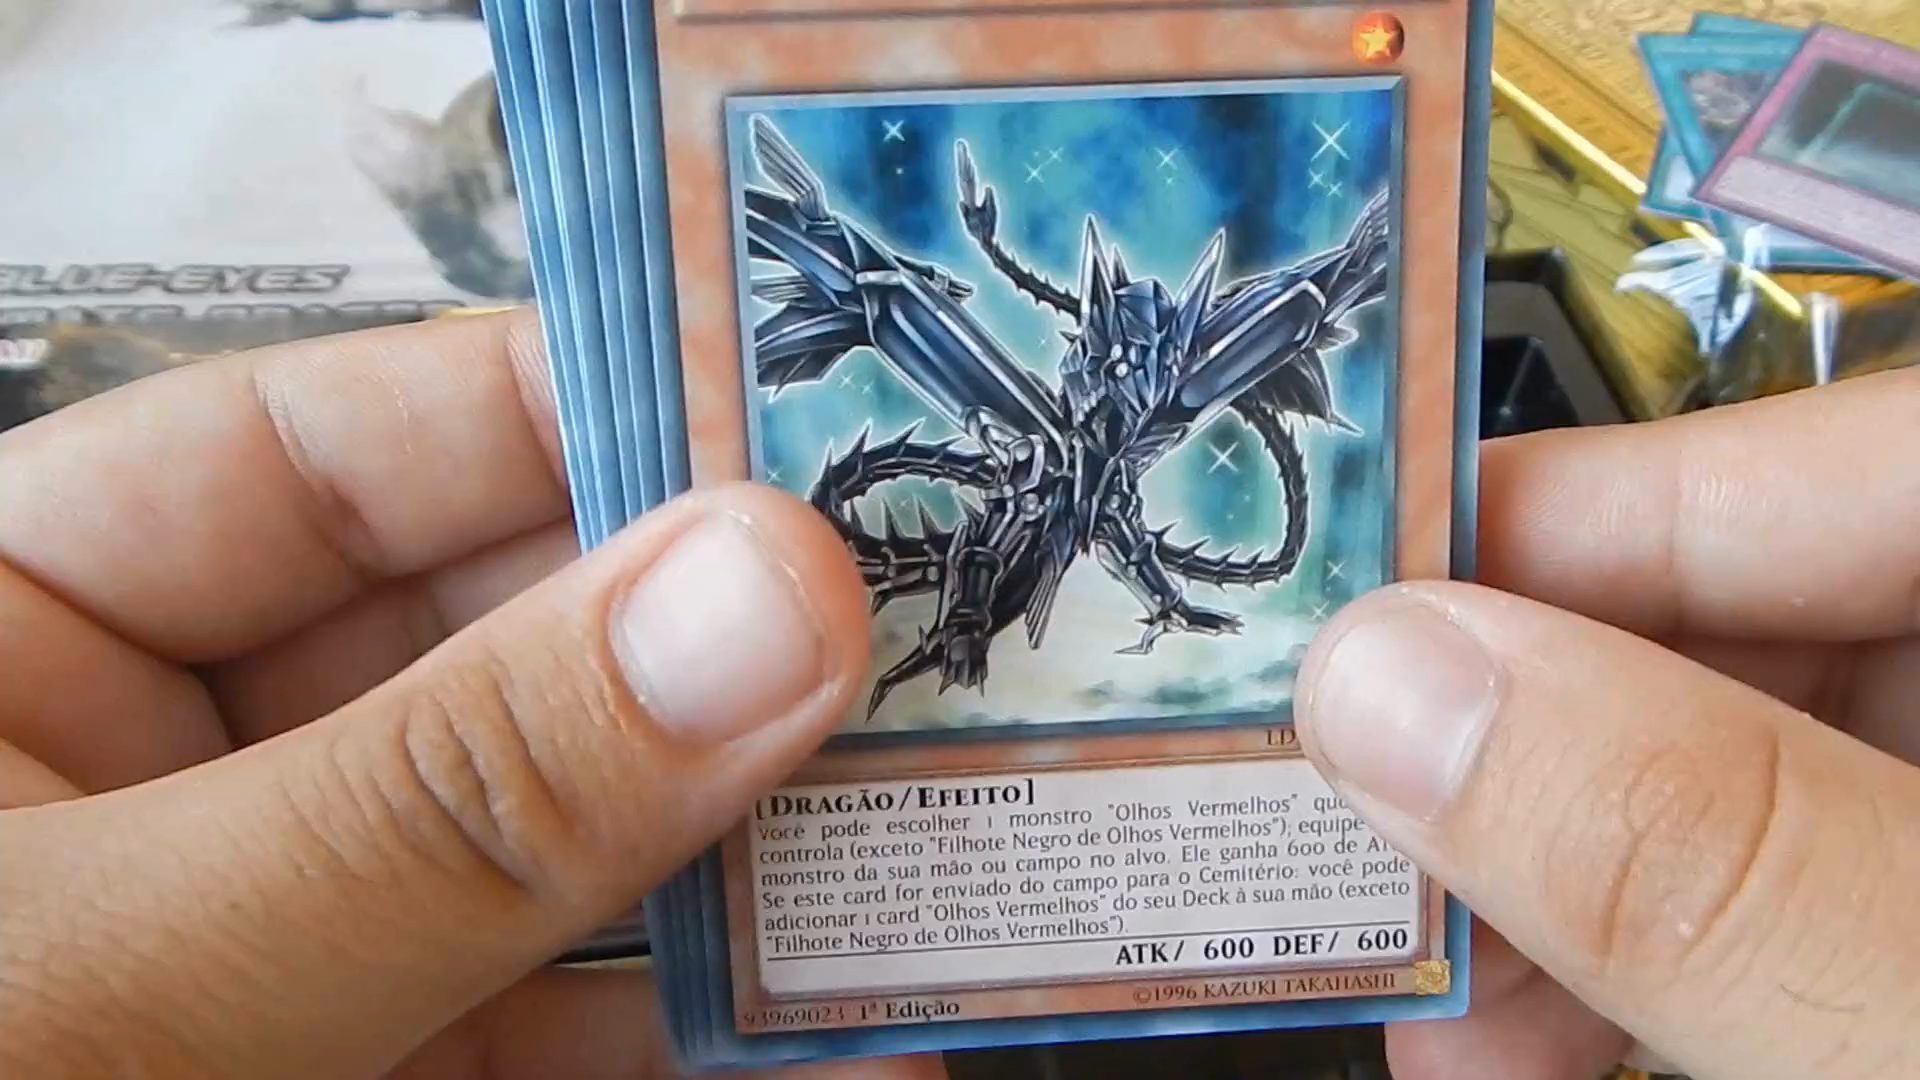 BLUE-EYES
LD
[DRAGÃO/EFEITO]
Você pode escolher 1 monstro "Olhos Vermelhos" que
controla (exceto "Filhote Negro de Olhos Vermelhos"); equipe
monstro da sua mão ou campo no alvo. Ele ganha 600 de
Se este card for enviado do campo para o Cemitério: você pode
adicionar 1 card "Olhos Vermelhos" do seu Deck à sua mão (exceto
"Filhote Negro de Olhos Vermelhos").
ATK/ 600 DEF/ 600
©1996 KAZUKI TAKAHASHI
93969023 1ª Edição